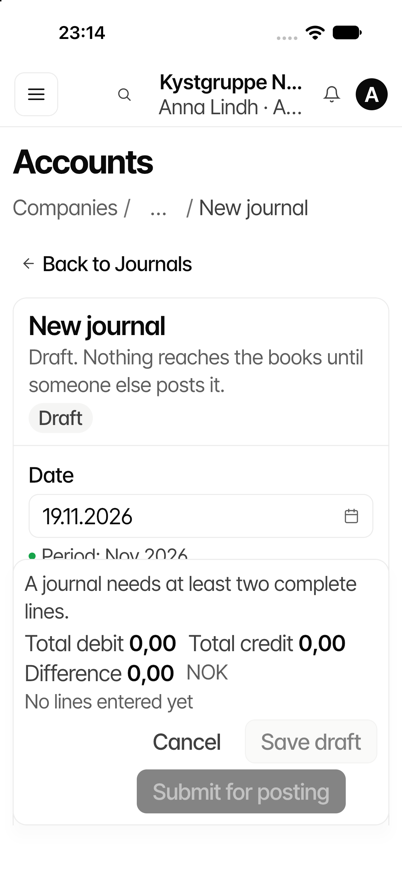 23:14
Kystgruppe N...
Anna Lindh · A...
A
Accounts
Companies / ... / New journal
← Back to Journals
New journal
Draft. Nothing reaches the books until
someone else posts it.
Draft
Date
19.11.2026
Period: Nov 2026
A journal needs at least two complete
lines.
Total debit 0,00 Total credit 0,00
Difference 0,00 NOK
No lines entered yet
Cancel Save draft
Submit for posting